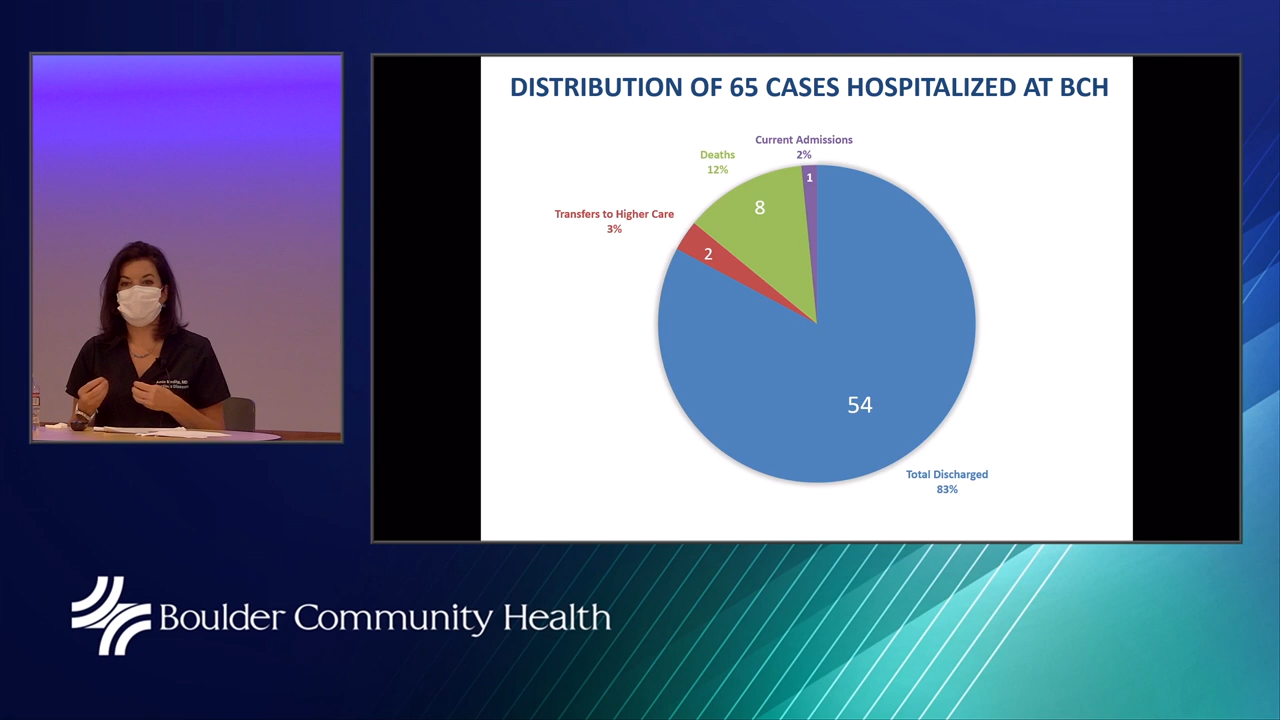 DISTRIBUTION OF 65 CASES HOSPITALIZED AT BCH
Current Admissions
2%
Deaths
12%
1
8
Transfers to Higher Care
3%
2
54
Total Discharged
83%
Boulder Community Health